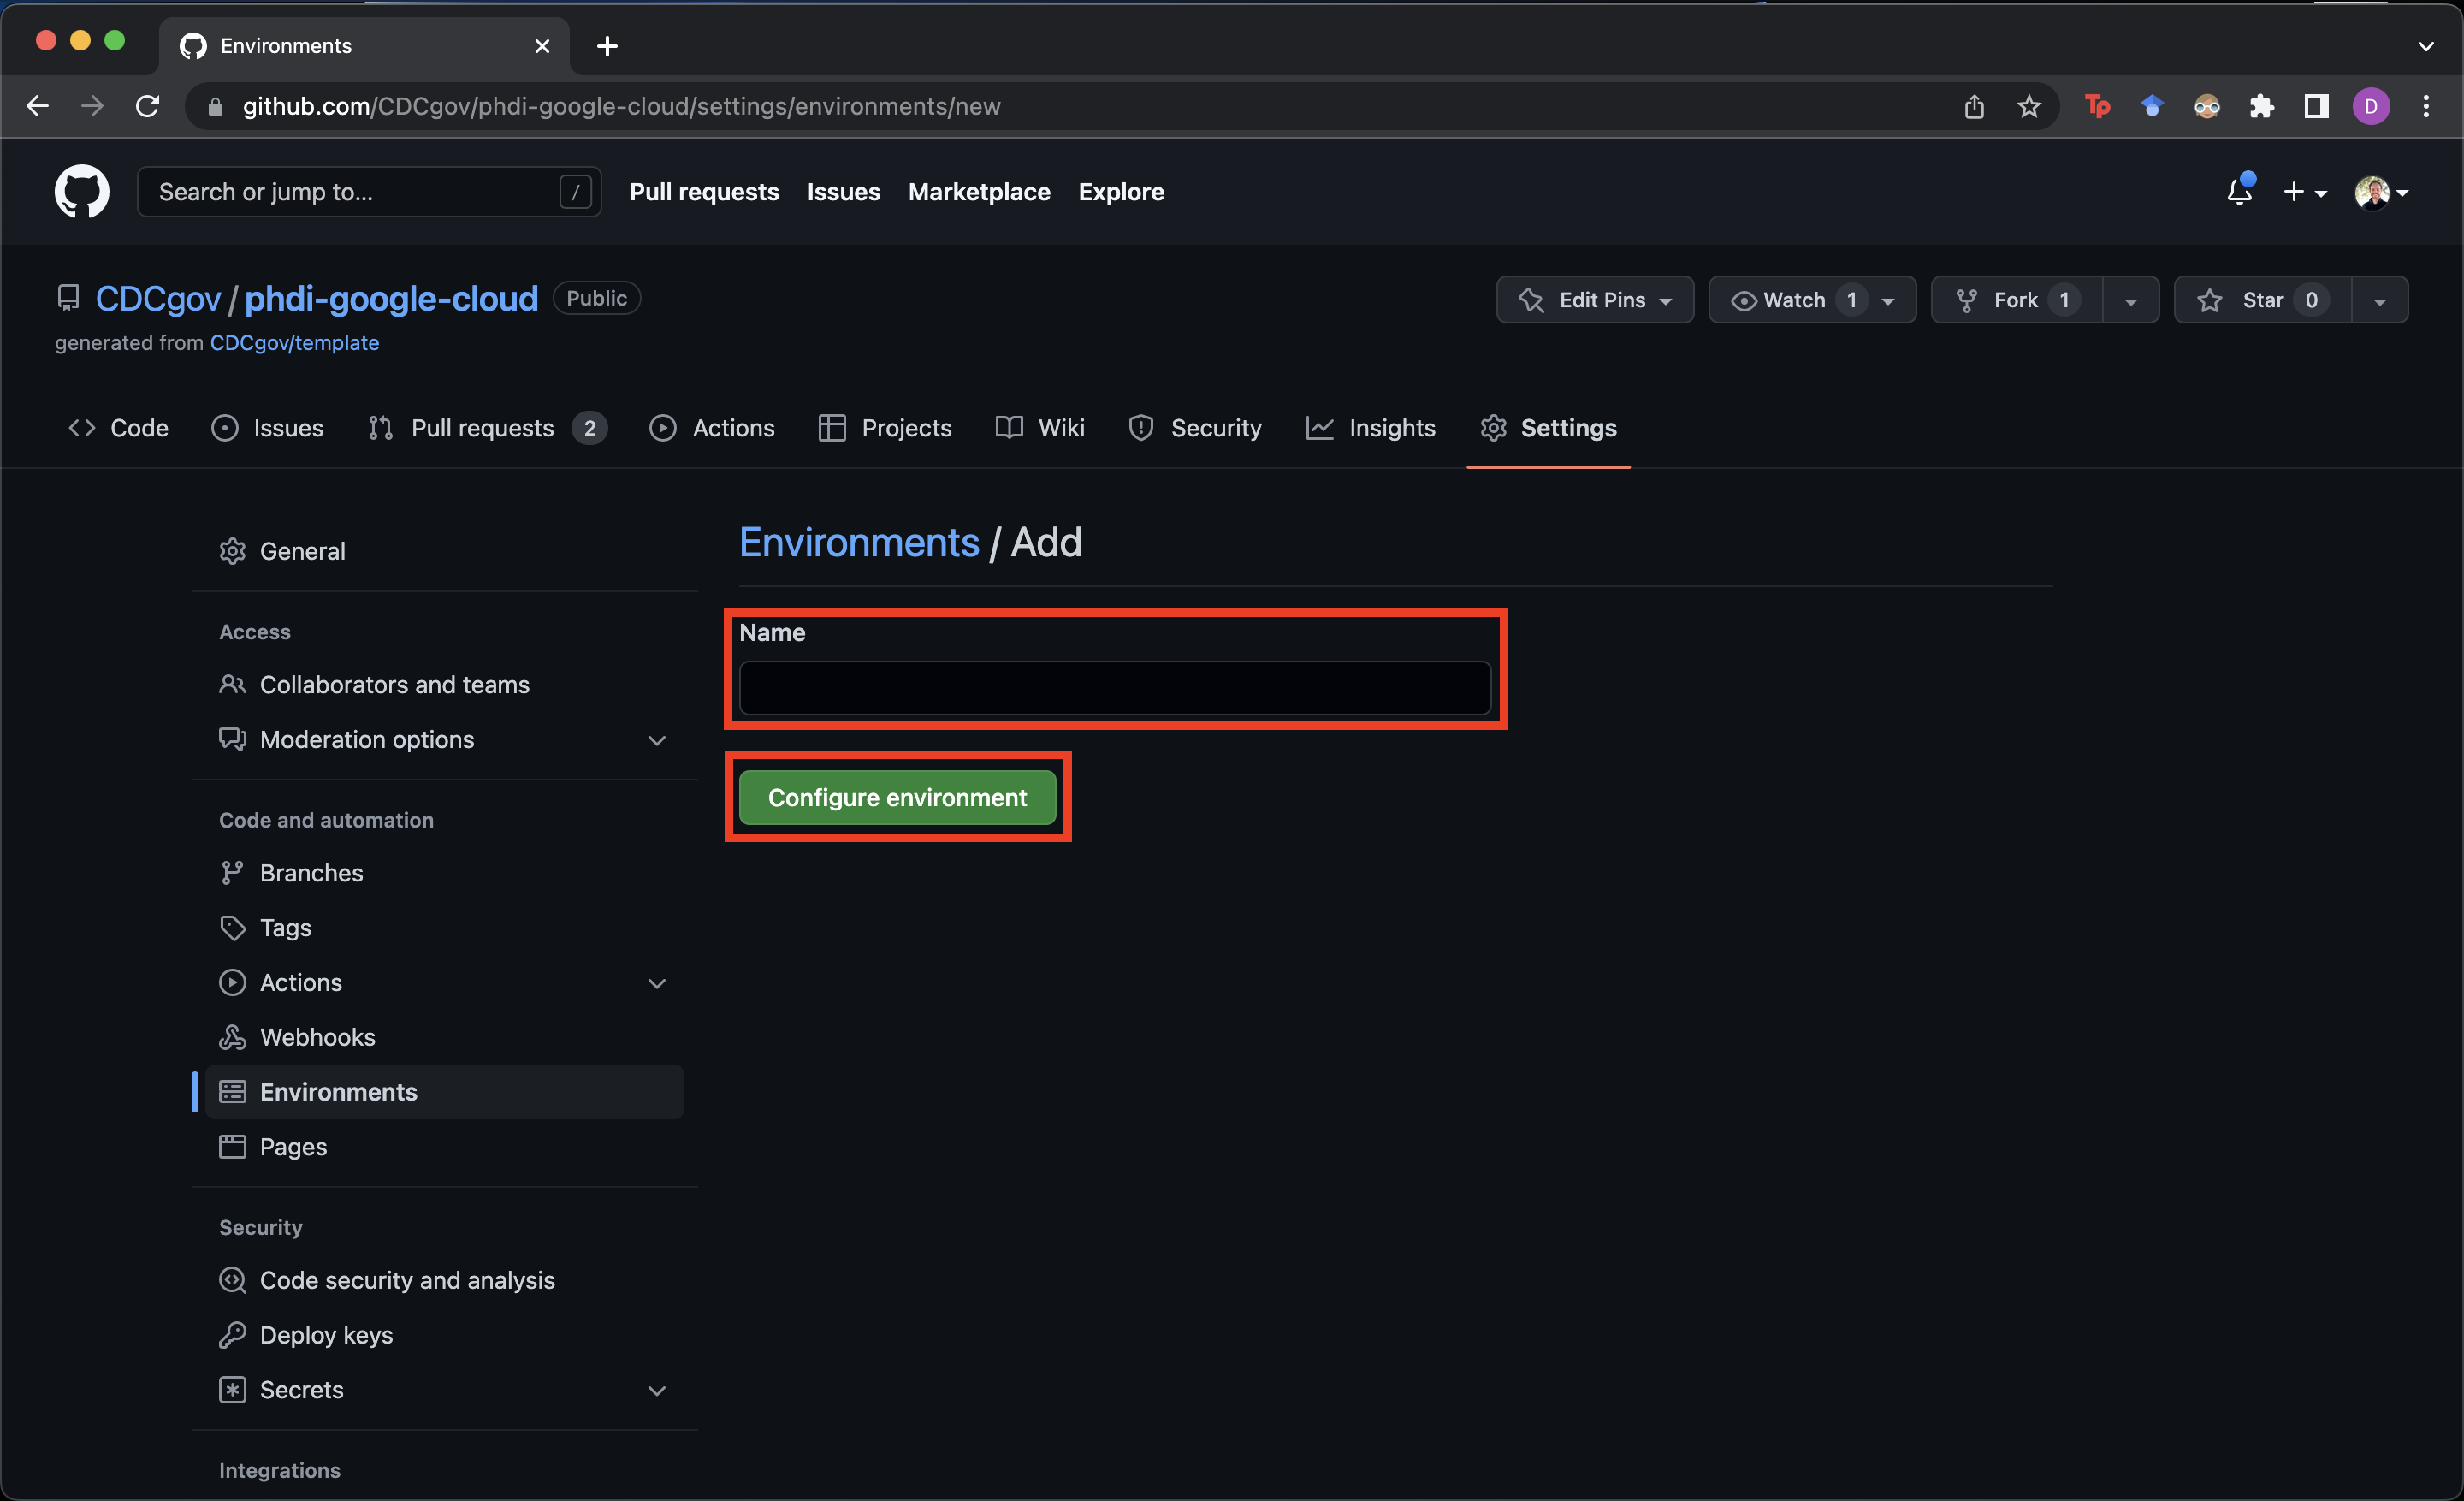 Environments
github.com/CDCgov/phdi-google-cloud/settings/environments/new
Tp
D
Search or jump to...
/
Pull requests Issues Marketplace Explore
CDCgov / phdi-google-cloud Public
Edit Pins Watch 1 Fork 1 Star 0
generated from CDCgov/template
Code Issues Pull requests 2 Actions Projects Wiki Security Insights Settings
General
Access
Collaborators and teams
Moderation options
Code and automation
Branches
Tags
Actions
Webhooks
Environments
Pages
Security
Code security and analysis
Deploy keys
Secrets
Integrations
Environments / Add
Name
Configure environment